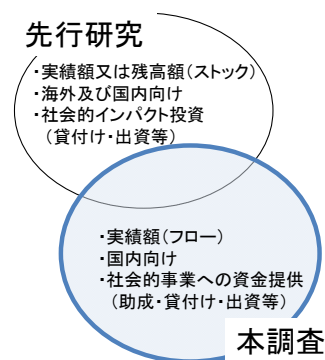 先行研究
・実績額又は残高額(ストック)
・海外及び国内向け
・社会的インパクト投資
(貸付け・出資等)
・実績額(フロー)
・国内向け
・社会的事業への資金提供
(助成・貸付け・出資等)
本調査